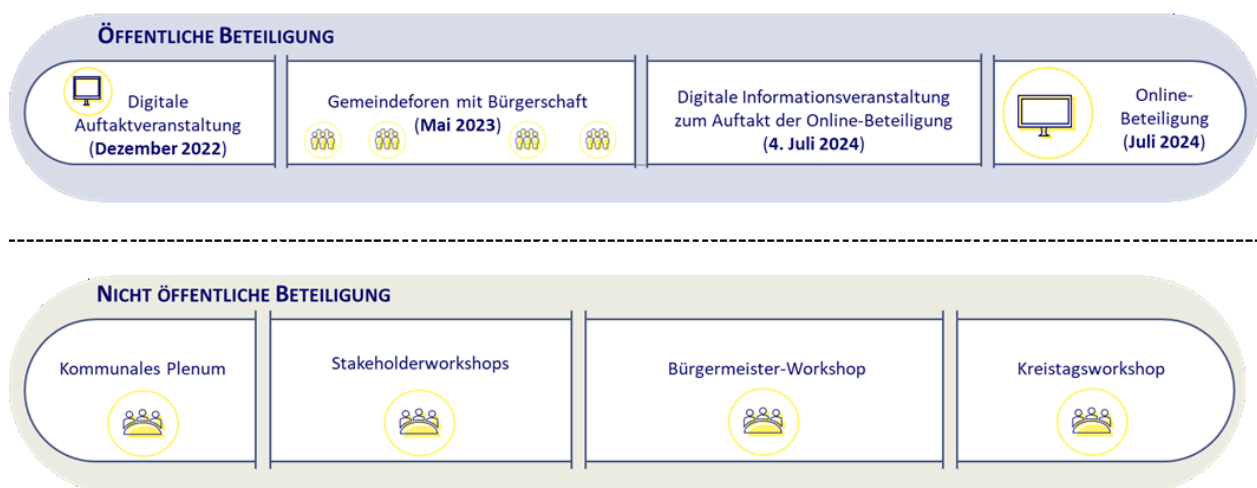 ÖFFENTLICHE BETEILIGUNG
Digitale
Auftaktveranstaltung
(Dezember 2022)
Gemeindeforen mit Bürgerschaft
(Mai 2023)
Digitale Informationsveranstaltung
zum Auftakt der Online-Beteiligung
(4. Juli 2024)
Online-
Beteiligung
(Juli 2024)
NICHT ÖFFENTLICHE BETEILIGUNG
Kommunales Plenum
Stakeholderworkshops
Bürgermeister-Workshop
Kreistagsworkshop